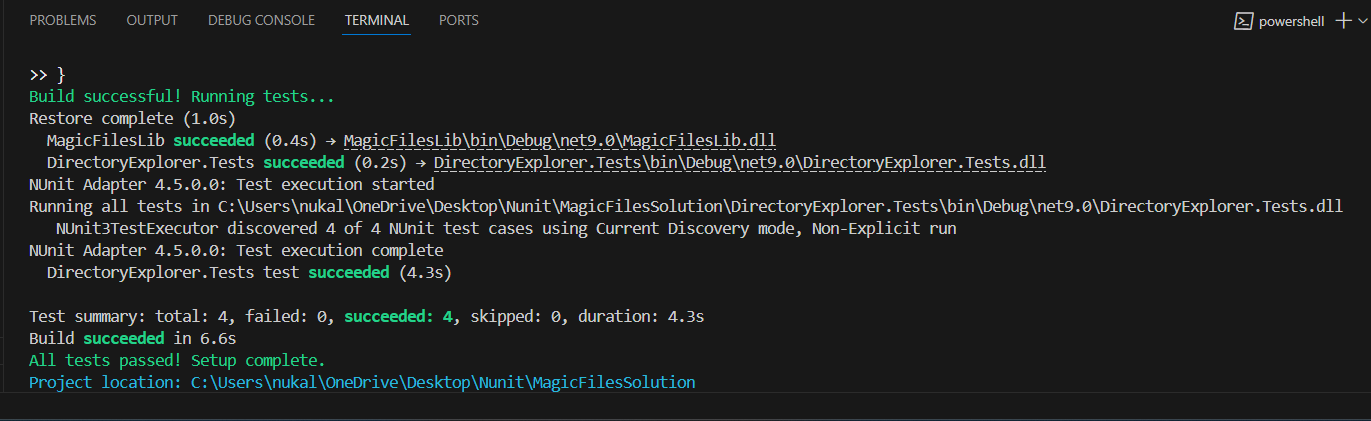 PROBLEMS OUTPUT DEBUG CONSOLE TERMINAL PORTS powershell
>> }
Build successful! Running tests...
Restore complete (1.0s)
MagicFilesLib succeeded (0.4s) → MagicFilesLib\bin\Debug\net9.0\MagicFilesLib.dll
DirectoryExplorer.Tests succeeded (0.2s) → DirectoryExplorer.Tests\bin\Debug\net9.0\DirectoryExplorer.Tests.dll
NUnit Adapter 4.5.0.0: Test execution started
Running all tests in C:\Users\nukal\OneDrive\Desktop\Nunit\MagicFilesSolution\DirectoryExplorer.Tests\bin\Debug\net9.0\DirectoryExplorer.Tests.dll
NUnit3TestExecutor discovered 4 of 4 NUnit test cases using Current Discovery mode, Non-Explicit run
NUnit Adapter 4.5.0.0: Test execution complete
DirectoryExplorer.Tests test succeeded (4.3s)
Test summary: total: 4, failed: 0, succeeded: 4, skipped: 0, duration: 4.3s
Build succeeded in 6.6s
All tests passed! Setup complete.
Project location: C:\Users\nukal\OneDrive\Desktop\Nunit\MagicFilesSolution